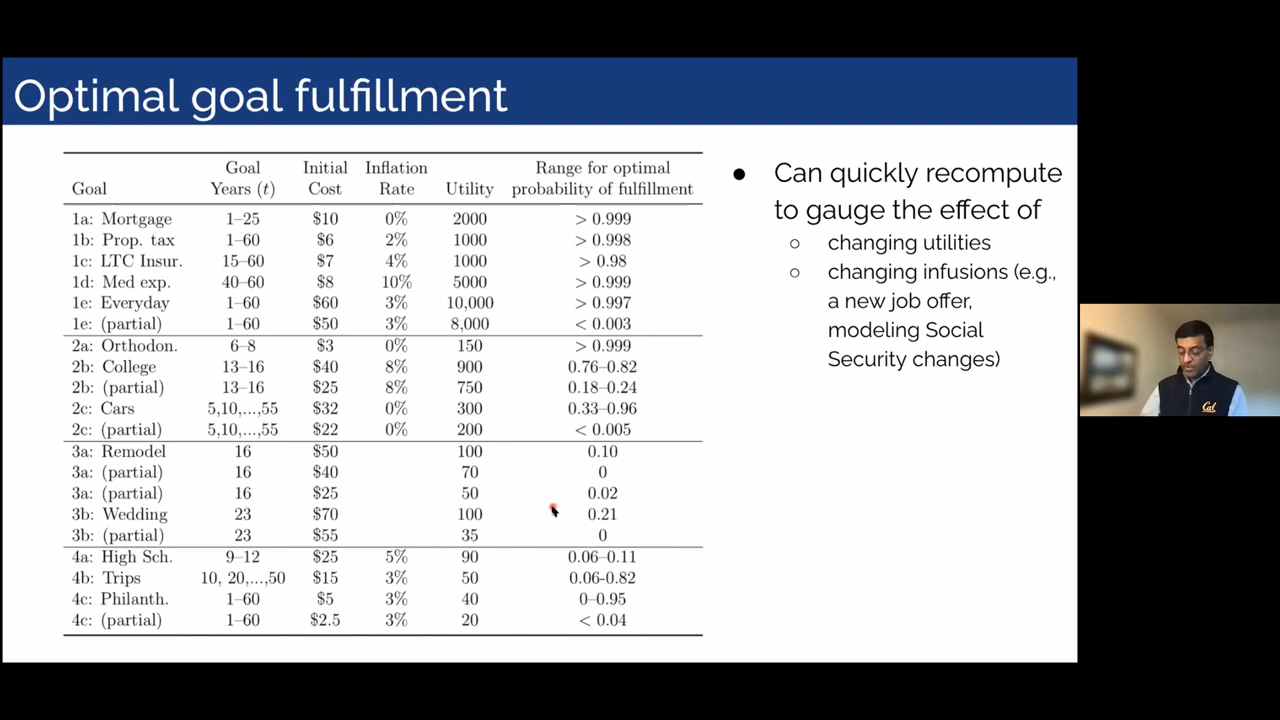 Optimal goal fulfillment
Goal Initial Inflation Range for optimal
Goal Years (t) Cost Rate Utility probability of fulfillment
1a: Mortgage 1–25 $10 0% 2000 > 0.999
1b: Prop. tax 1–60 $6 2% 1000 > 0.998
1c: LTC Insur. 15–60 $7 4% 1000 > 0.98
1d: Med exp. 40–60 $8 10% 5000 > 0.999
1e: Everyday 1–60 $60 3% 10,000 > 0.997
1e: (partial) 1–60 $50 3% 8,000 < 0.003
2a: Orthodon. 6–8 $3 0% 150 > 0.999
2b: College 13–16 $40 8% 900 0.76–0.82
2b: (partial) 13–16 $25 8% 750 0.18–0.24
2c: Cars 5,10,...,55 $32 0% 300 0.33–0.96
2c: (partial) 5,10,...,55 $22 0% 200 < 0.005
3a: Remodel 16 $50 100 0.10
3a: (partial) 16 $40 70 0
3a: (partial) 16 $25 50 0.02
3b: Wedding 23 $70 100 0.21
3b: (partial) 23 $55 35 0
4a: High Sch. 9–12 $25 5% 90 0.06–0.11
4b: Trips 10, 20,...,50 $15 3% 50 0.06-0.82
4c: Philanth. 1–60 $5 3% 40 0–0.95
4c: (partial) 1–60 $2.5 3% 20 < 0.04
● Can quickly recompute
to gauge the effect of
○ changing utilities
○ changing infusions (e.g.,
a new job offer,
modeling Social
Security changes)
Cal